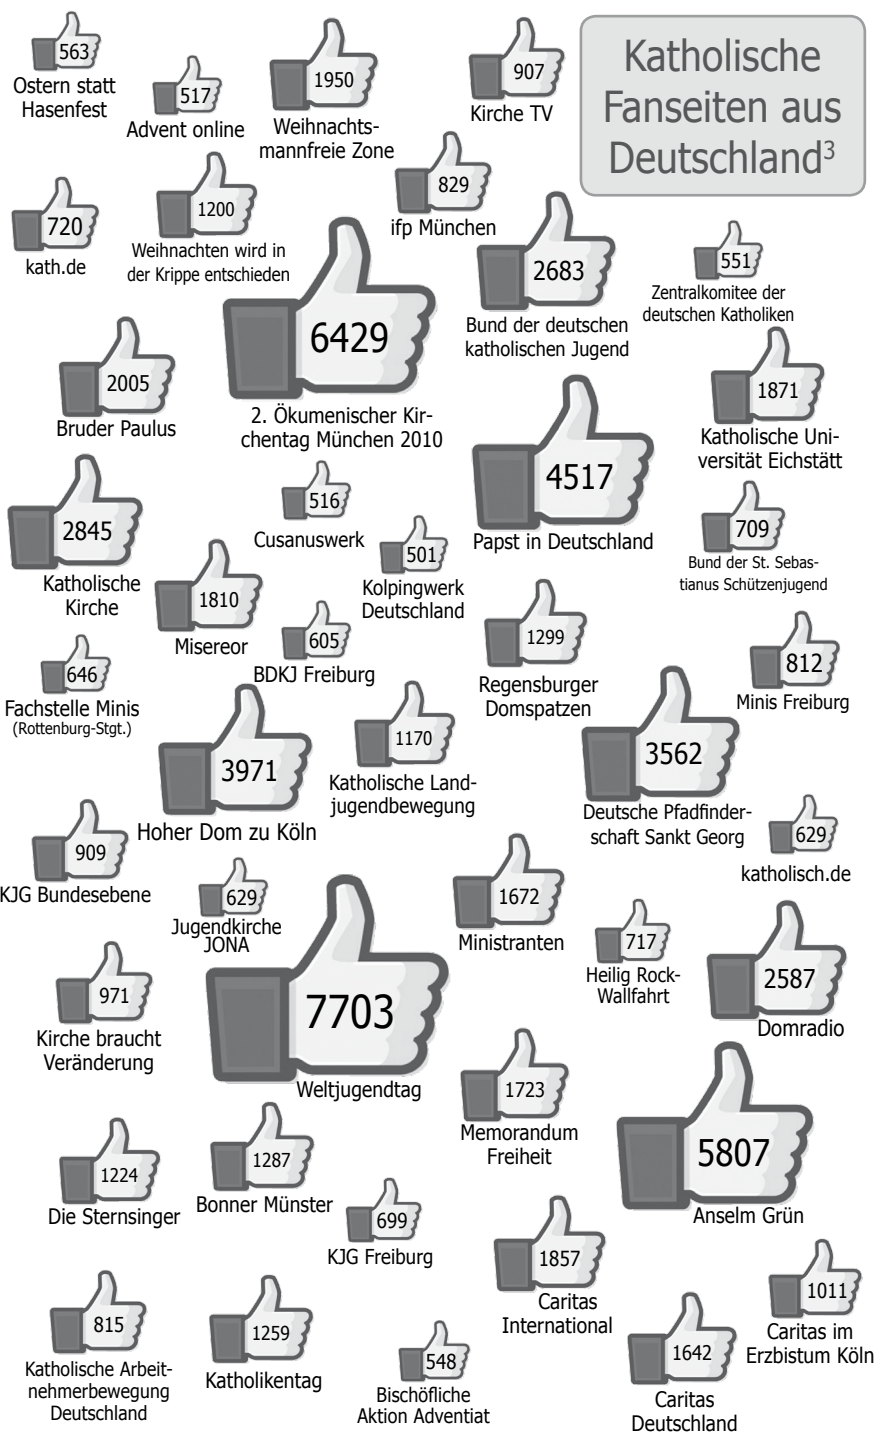 Katholische
Fanseiten aus
Deutschland³
563
Ostern statt
Hasenfest
517
Advent online
1950
Weihnachts-
mannfreie Zone
907
Kirche TV
720
kath.de
1200
Weihnachten wird in
der Krippe entschieden
829
ifp München
6429
2. Ökumenischer Kir-
chentag München 2010
2683
Bund der deutschen
katholischen Jugend
551
Zentralkomitee der
deutschen Katholiken
2005
Bruder Paulus
1871
Katholische Uni-
versität Eichstätt
4517
Papst in Deutschland
2845
Katholische
Kirche
516
Cusanuswerk
501
Kolpingwerk
Deutschland
709
Bund der St. Sebas-
tianus Schützenjugend
1810
Misereor
605
BDKJ Freiburg
1299
Regensburger
Domspatzen
812
Minis Freiburg
646
Fachstelle Minis
(Rottenburg-Stgt.)
3971
Hoher Dom zu Köln
1170
Katholische Land-
jugendbewegung
3562
Deutsche Pfadfinder-
schaft Sankt Georg
629
katholisch.de
909
KJG Bundesebene
629
Jugendkirche
JONA
1672
Ministranten
717
Heilig Rock-
Wallfahrt
2587
Domradio
971
Kirche braucht
Veränderung
7703
Weltjugendtag
1723
Memorandum
Freiheit
5807
Anselm Grün
1224
Die Sternsinger
1287
Bonner Münster
699
KJG Freiburg
1857
Caritas
International
1011
Caritas im
Erzbistum Köln
815
Katholische Arbeit-
nehmerbewegung
Deutschland
1259
Katholikentag
548
Bischöfliche
Aktion Adventiat
1642
Caritas
Deutschland